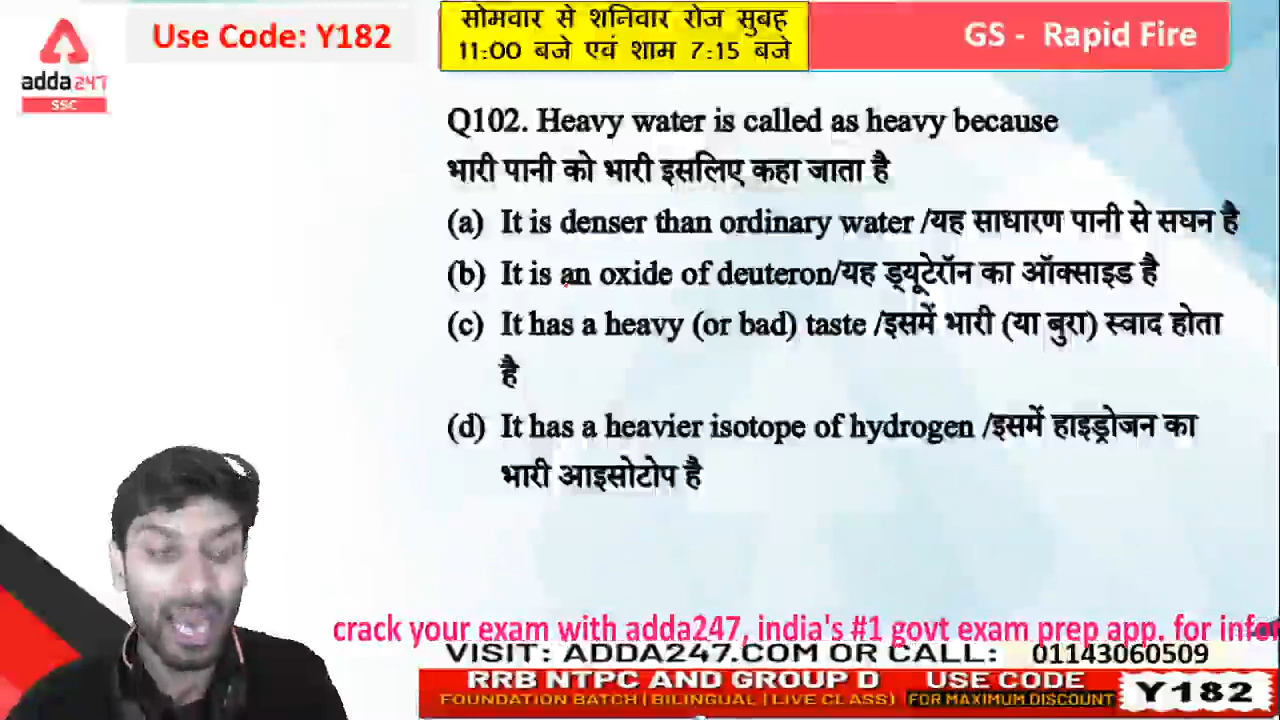 Use Code: Y182
सोमवार से शनिवार रोज सुबह
11:00 बजे एवं शाम 7:15 बजे
GS - Rapid Fire
adda247
SSC
Q102. Heavy water is called as heavy because
भारी पानी को भारी इसलिए कहा जाता है
(a) It is denser than ordinary water /यह साधारण पानी से सघन है
(b) It is an oxide of deuteron/यह ड्यूटेरॉन का ऑक्साइड है
(c) It has a heavy (or bad) taste /इसमें भारी (या बुरा) स्वाद होता
है
(d) It has a heavier isotope of hydrogen /इसमें हाइड्रोजन का
भारी आइसोटोप है
crack your exam with adda247, india's #1 govt exam prep app. for
VISIT: ADDA247.COM OR CALL: 01143060509
RRB NTPC AND GROUP D USE CODE
FOUNDATION BATCH (BILINGUAL) LIVE CLASS) FOR MAXIMUM DISCOUNT Y182